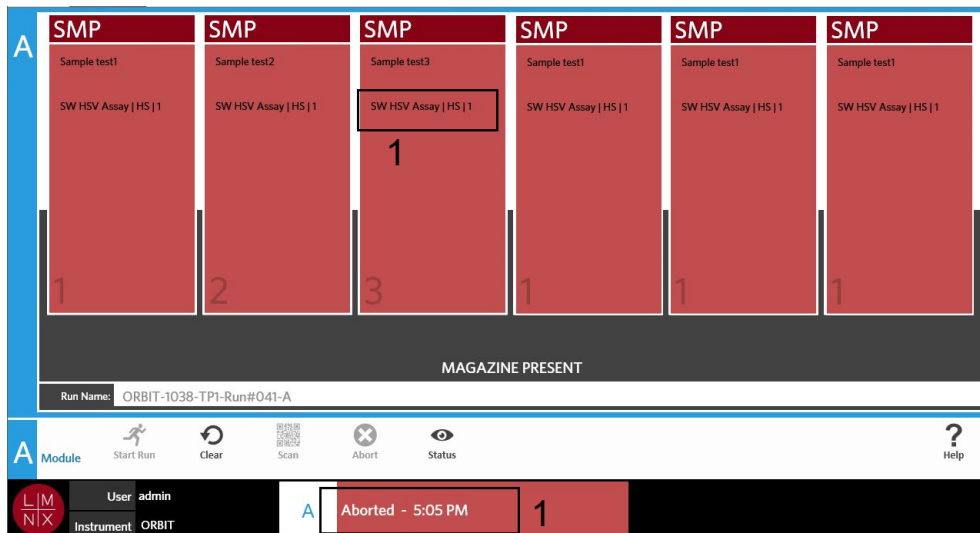 A
SMP SMP SMP SMP SMP SMP
Sample test1 Sample test2 Sample test3 Sample test1 Sample test1 Sample test1
SW HSV Assay | HS | 1 SW HSV Assay | HS | 1 SW HSV Assay | HS | 1 SW HSV Assay | HS | 1 SW HSV Assay | HS | 1 SW HSV Assay | HS | 1
1
1 2 3 1 1 1
MAGAZINE PRESENT
Run Name: ORBIT-1038-TP1-Run#041-A
A Module Start Run Clear Scan Abort Status ? Help
L M
N X
User admin
Instrument ORBIT
A Aborted - 5:05 PM 1